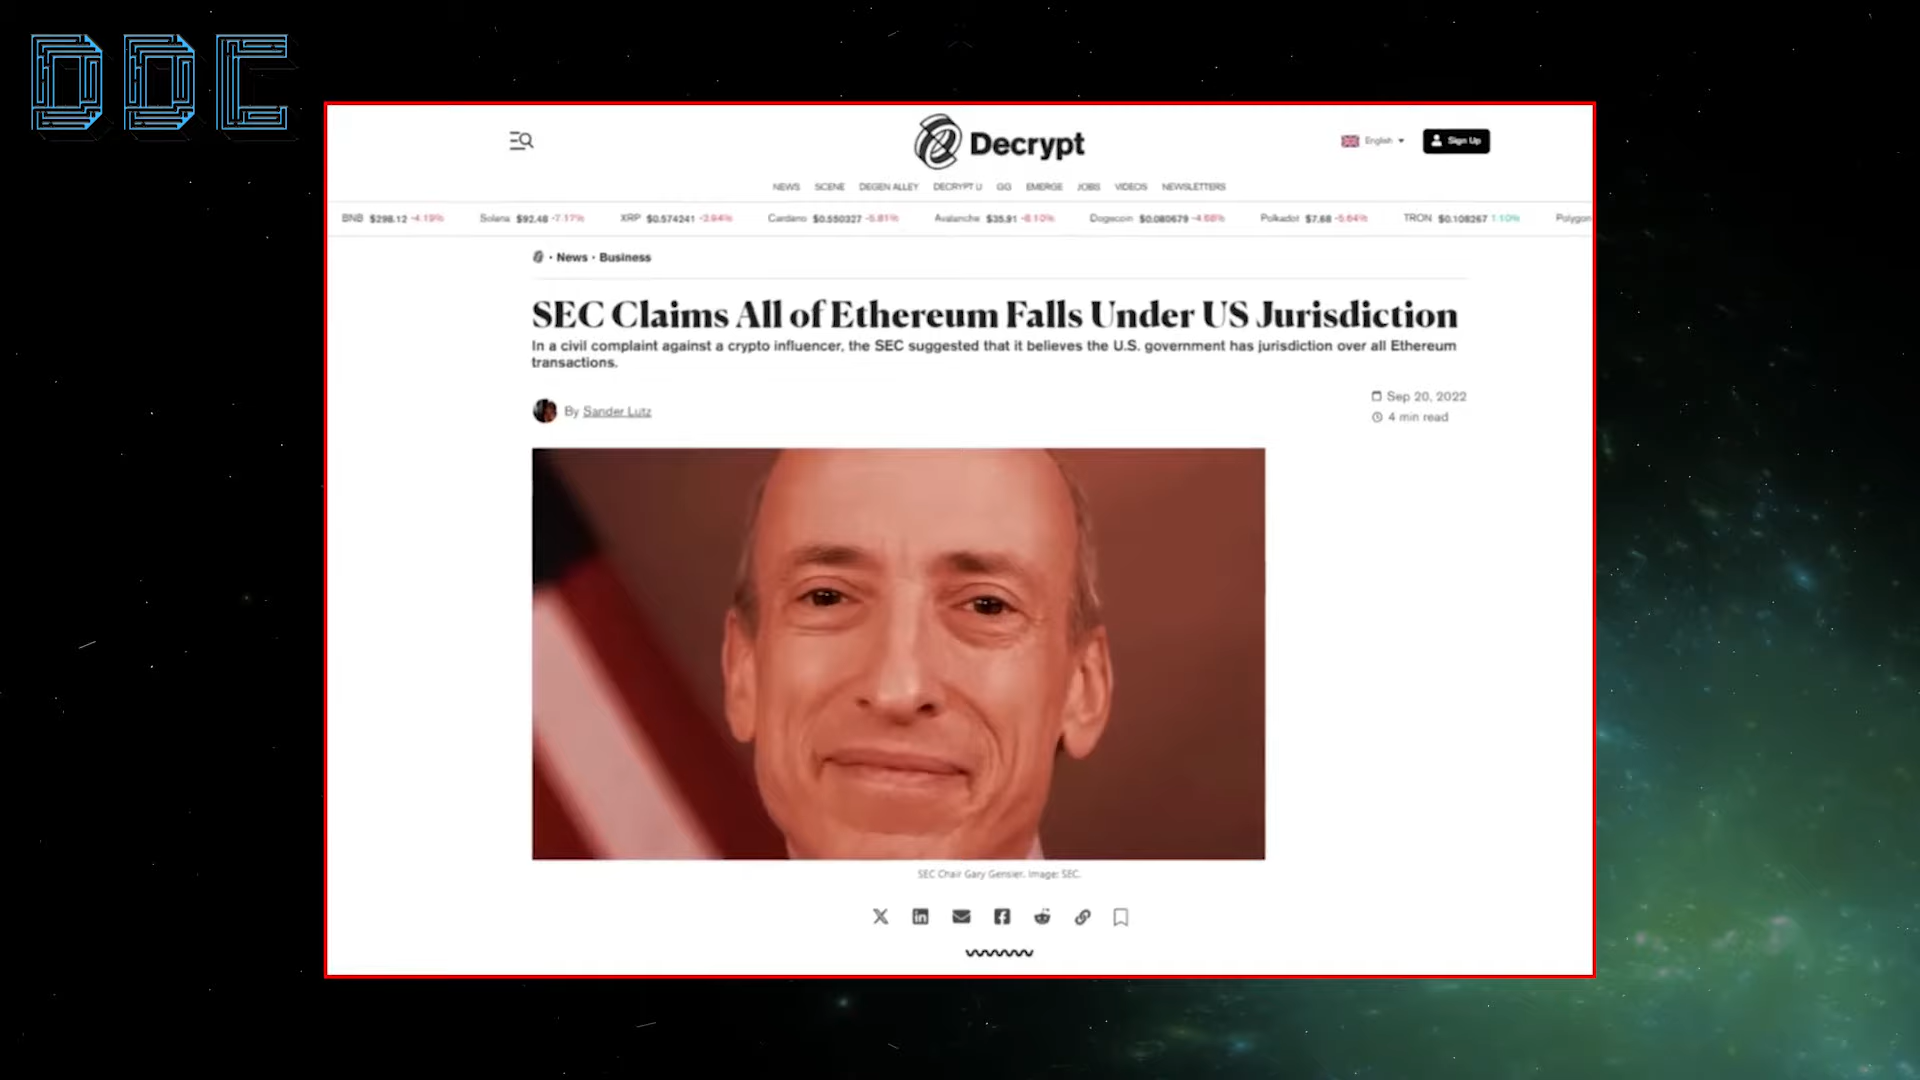 DDC
Decrypt
English
Sign Up
NEWS SCENE DEGEN ALLEY DECRYPT U GG EMERGE JOBS VIDEOS NEWSLETTERS
BNB $298.12 -4.19% Solana $92.48 -7.17% XRP $0.574241 -2.94% Cardano $0.550327 -5.81% Avalanche $35.91 -8.10% Dogecoin $0.080679 -4.68% Polkadot $7.68 -5.64% TRON $0.108267 1.10% Polygon
· News · Business
SEC Claims All of Ethereum Falls Under US Jurisdiction
In a civil complaint against a crypto influencer, the SEC suggested that it believes the U.S. government has jurisdiction over all Ethereum
transactions.
By Sander Lutz
Sep 20, 2022
4 min read
SEC Chair Gary Gensler. Image: SEC.